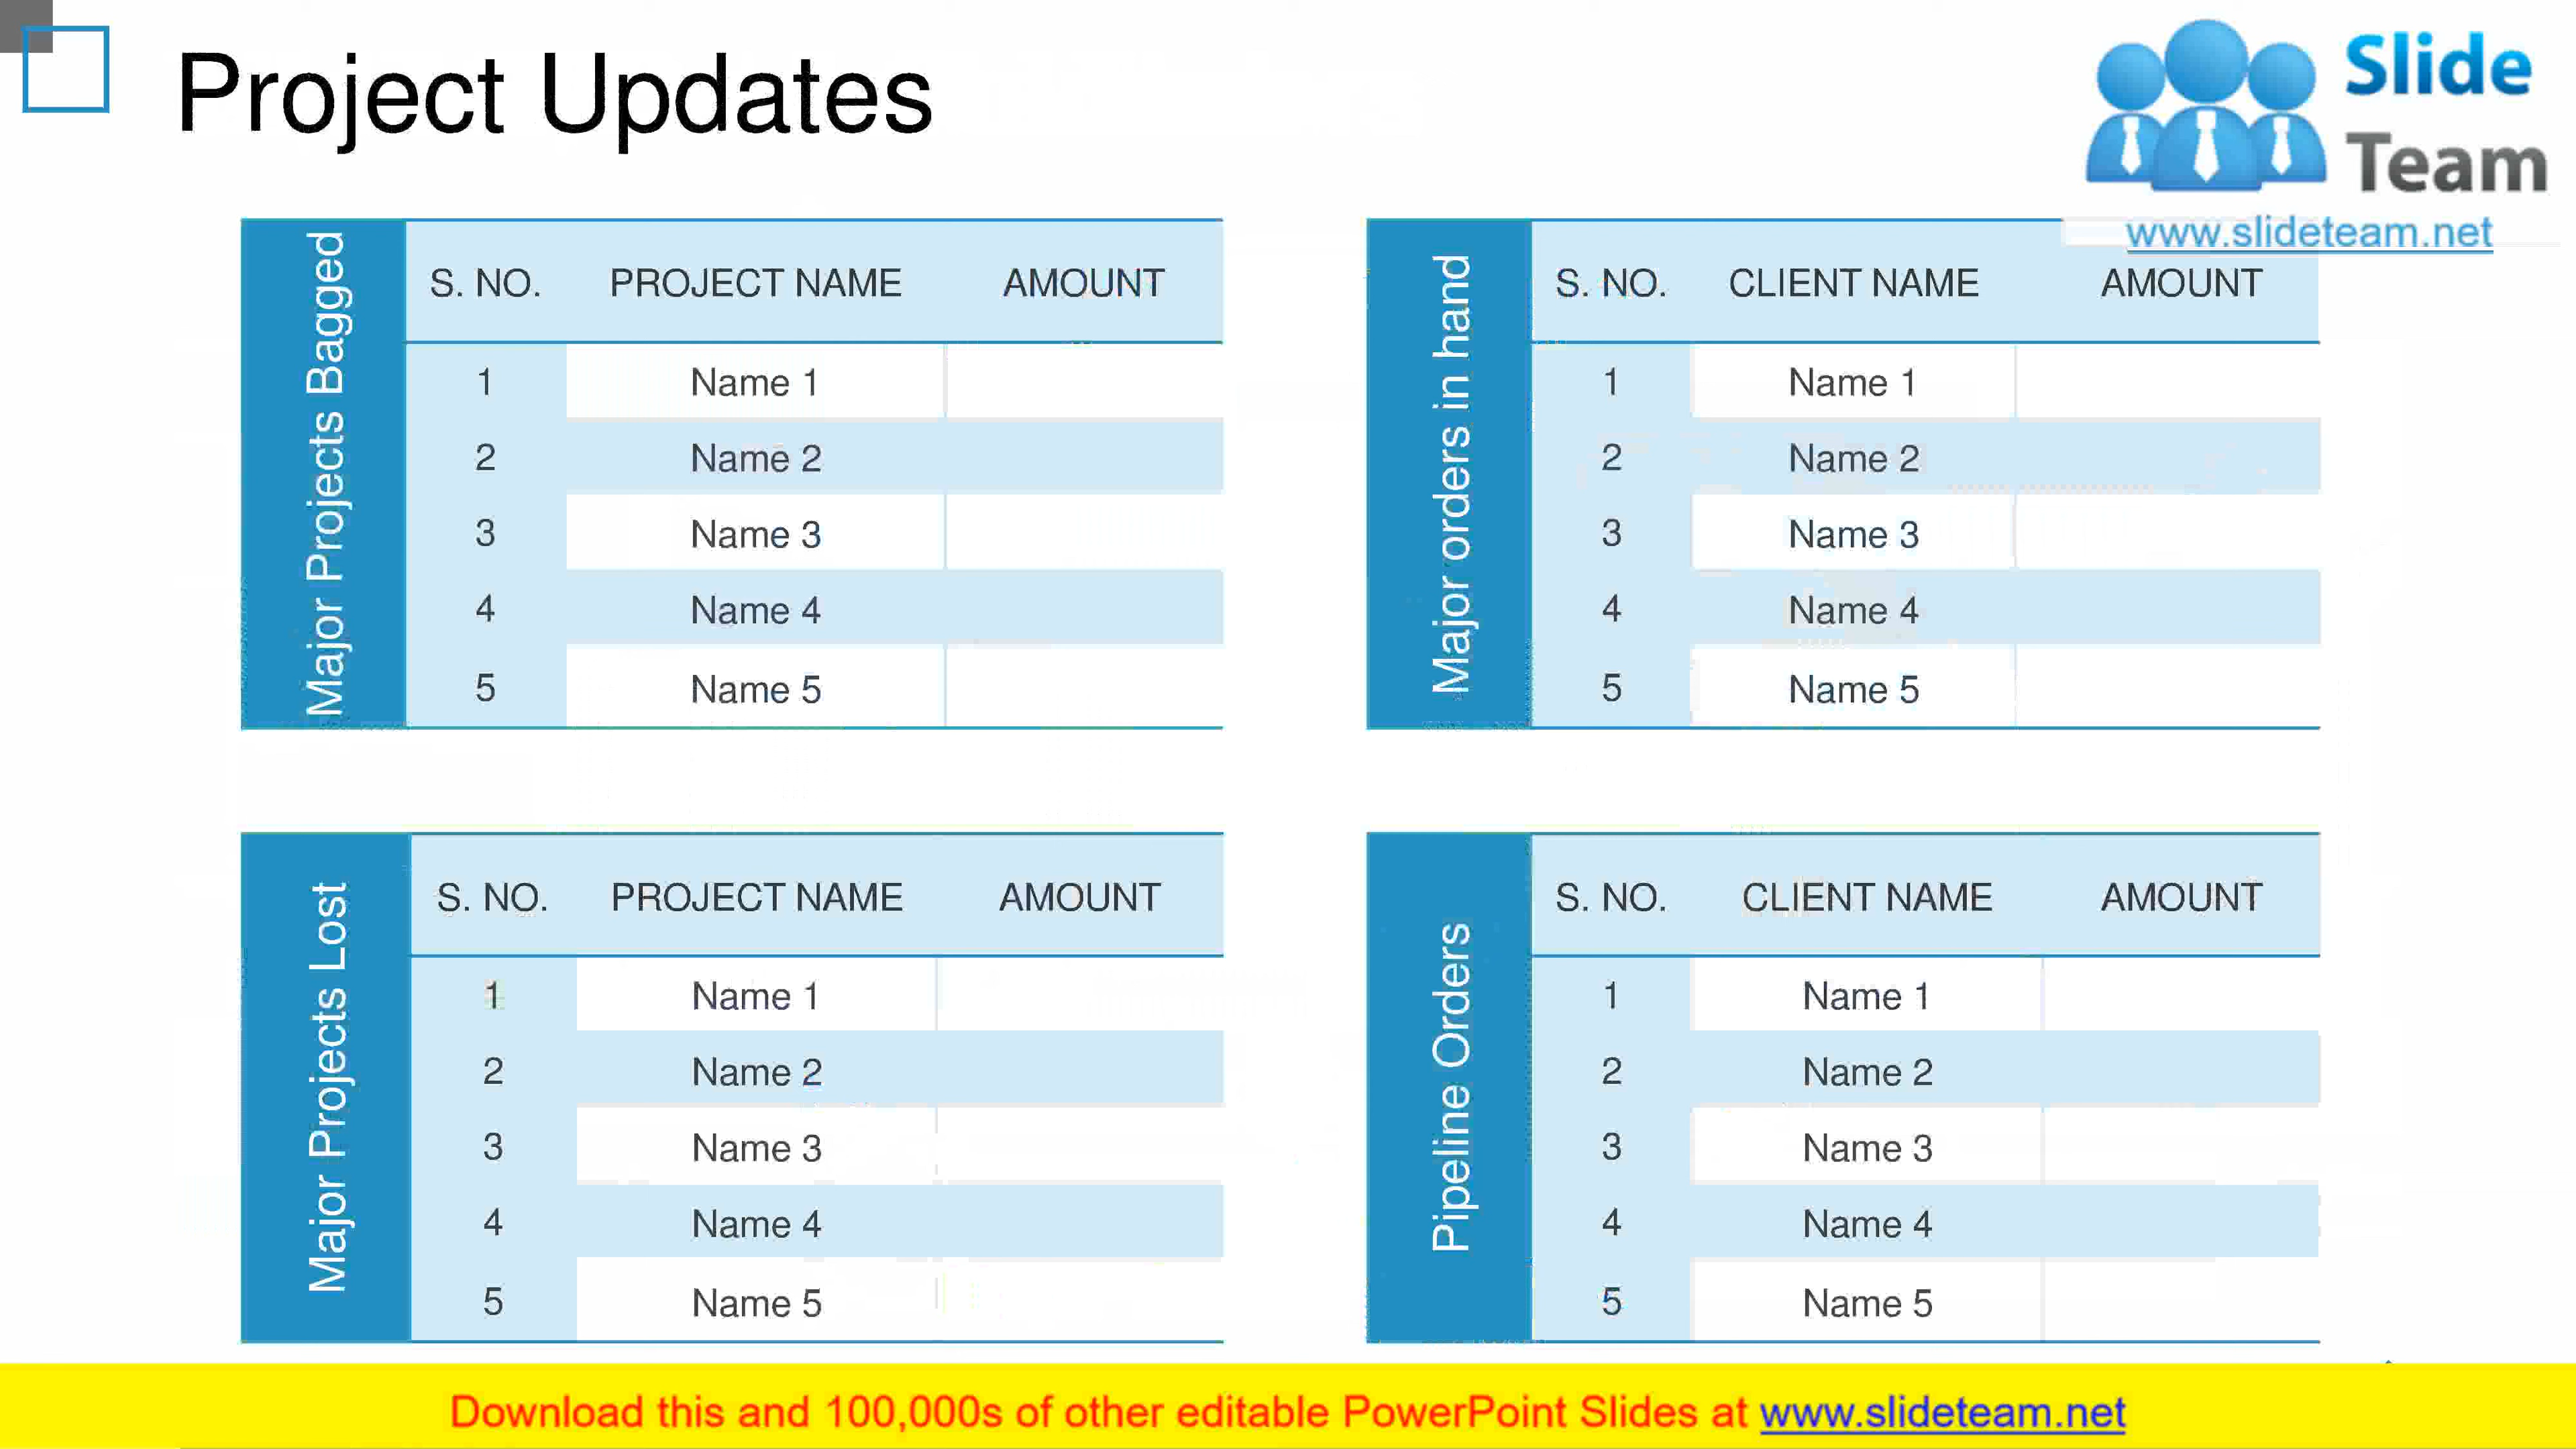 Project Updates
Slide
Team
www.slideteam.net
Major Projects Bagged
S. NO. PROJECT NAME AMOUNT
1 Name 1
2 Name 2
3 Name 3
4 Name 4
5 Name 5
Major orders in hand
S. NO. CLIENT NAME AMOUNT
1 Name 1
2 Name 2
3 Name 3
4 Name 4
5 Name 5
Major Projects Lost
S. NO. PROJECT NAME AMOUNT
1 Name 1
2 Name 2
3 Name 3
4 Name 4
5 Name 5
Pipeline Orders
S. NO. CLIENT NAME AMOUNT
1 Name 1
2 Name 2
3 Name 3
4 Name 4
5 Name 5
Download this and 100,000s of other editable PowerPoint Slides at www.slideteam.net